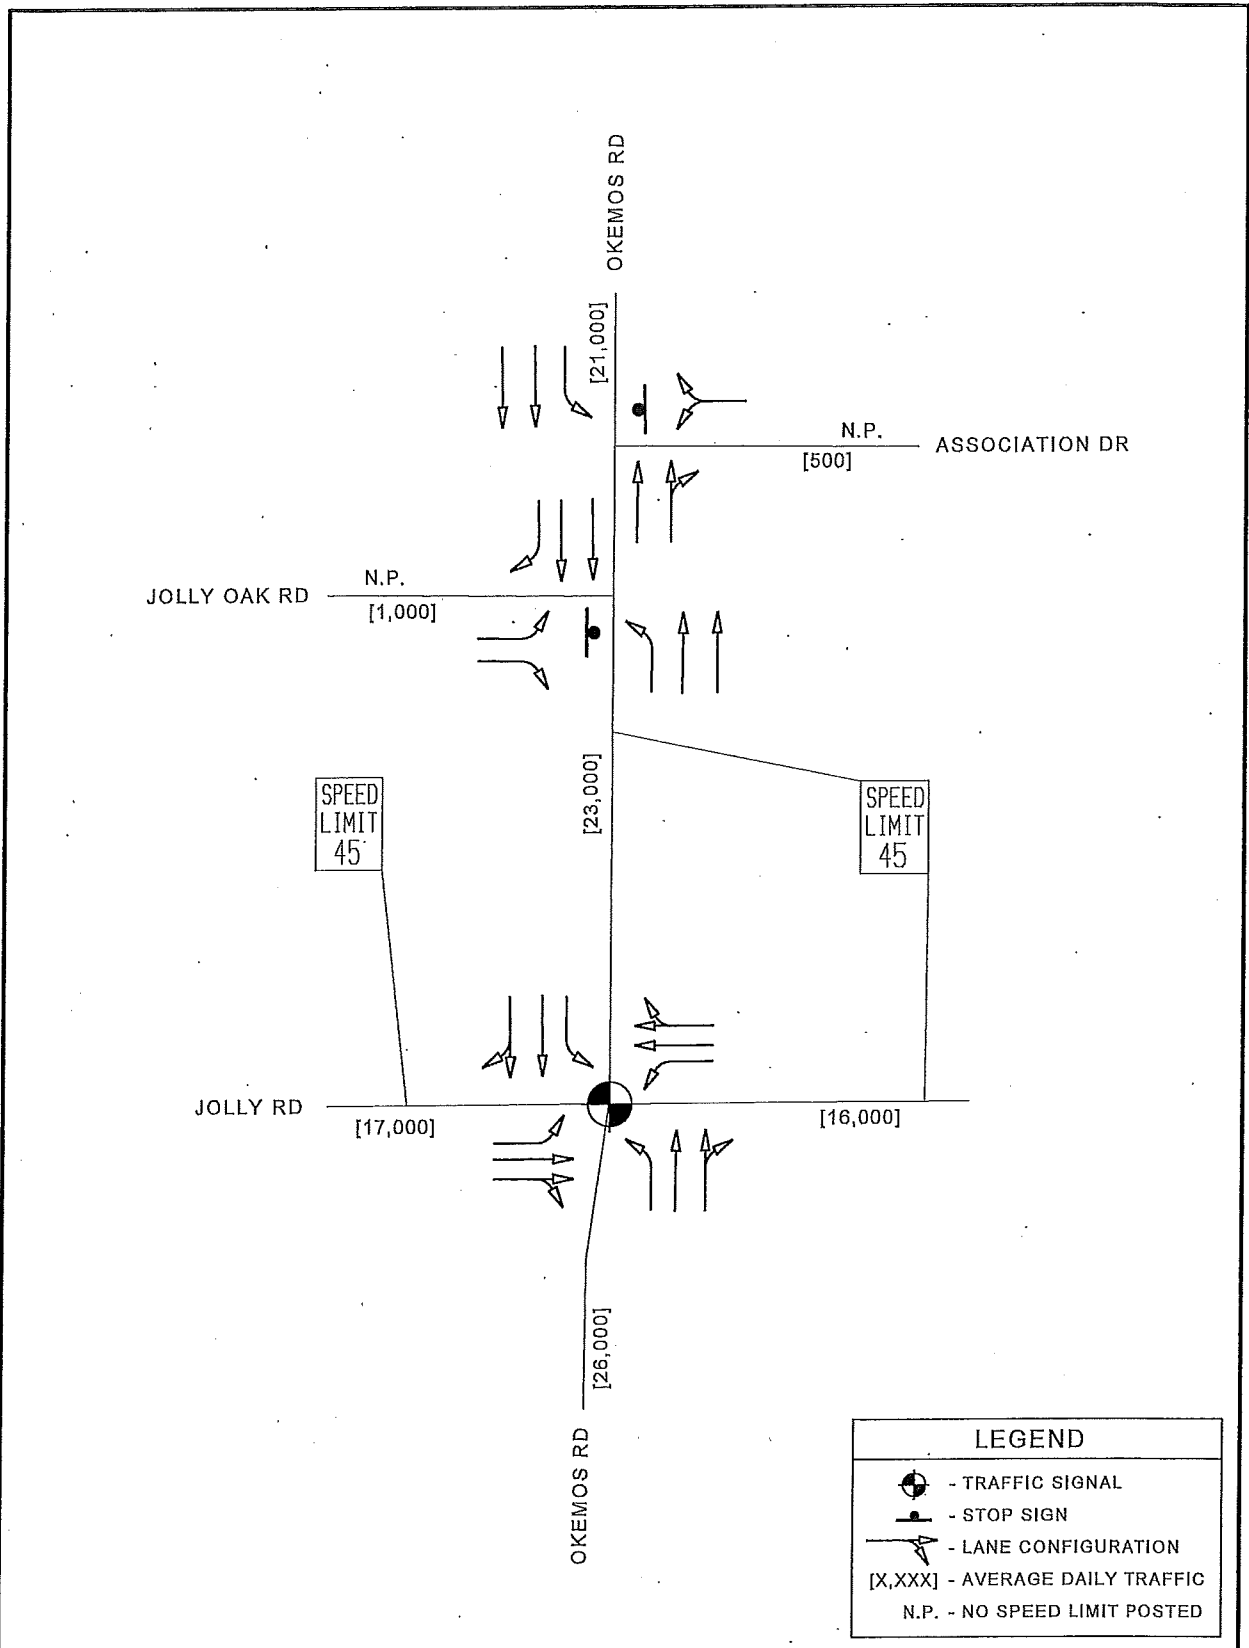 OKEMOS RD
[21,000]
N.P.
ASSOCIATION DR
[500]
N.P.
JOLLY OAK RD
[1,000]
[23,000]
SPEED
LIMIT
45
SPEED
LIMIT
45
JOLLY RD
[17,000]
[16,000]
[26,000]
OKEMOS RD
LEGEND
- TRAFFIC SIGNAL
- STOP SIGN
- LANE CONFIGURATION
[X,XXX] - AVERAGE DAILY TRAFFIC
N.P. - NO SPEED LIMIT POSTED